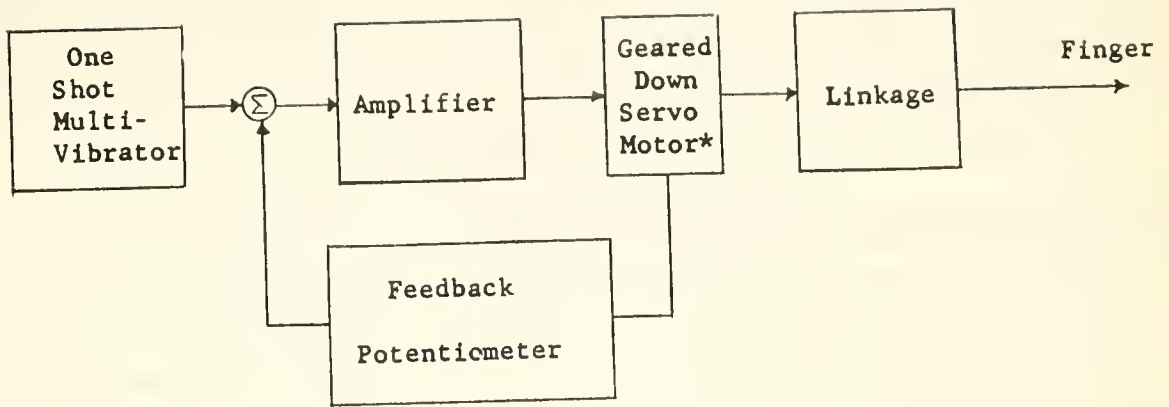 One
Shot
Multi-
Vibrator
Σ
Amplifier
Geared
Down
Servo
Motor*
Linkage
Finger
Feedback
Potentiometer